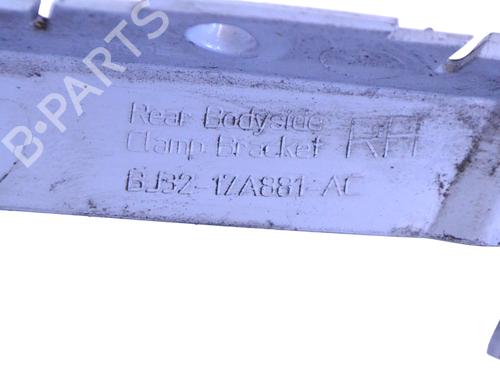 B-PARTS
Rear Bodyside
Clamp Bracket RH
BJ32-17A881-AC